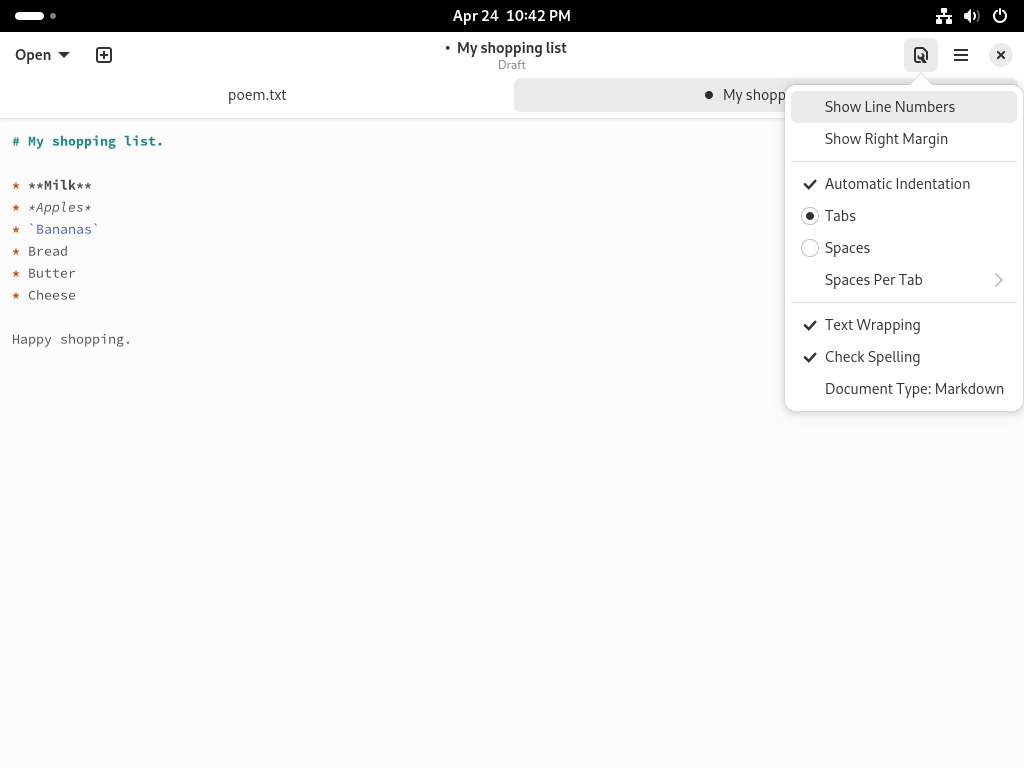 Apr 24 10:42 PM
Open
• My shopping list
Draft
poem.txt
• My shopp
# My shopping list.
* **Milk**
* *Apples*
* `Bananas`
* Bread
* Butter
* Cheese
Happy shopping.
Show Line Numbers
Show Right Margin
Automatic Indentation
Tabs
Spaces
Spaces Per Tab
Text Wrapping
Check Spelling
Document Type: Markdown